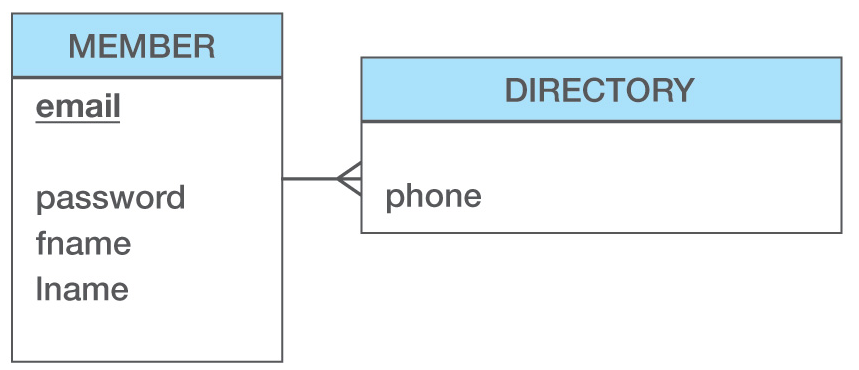 MEMBER
email
password
fname
lname
DIRECTORY
phone